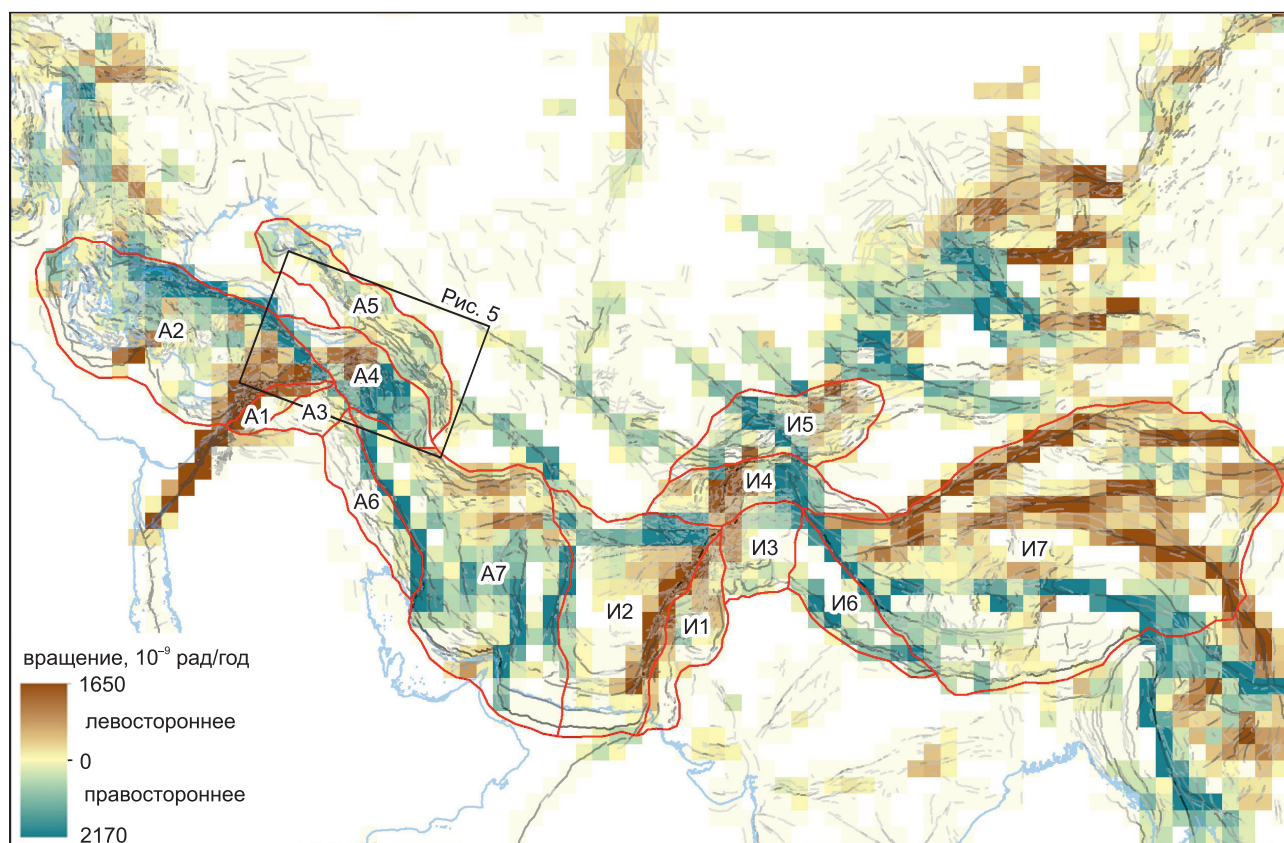 Рис. 5
А5
А2
А4
А1
А3
И5
И4
А6
И3
И7
А7
И2
И6
И1
вращение, 10⁻⁹ рад/год
1650
левостороннее
0
правостороннее
2170